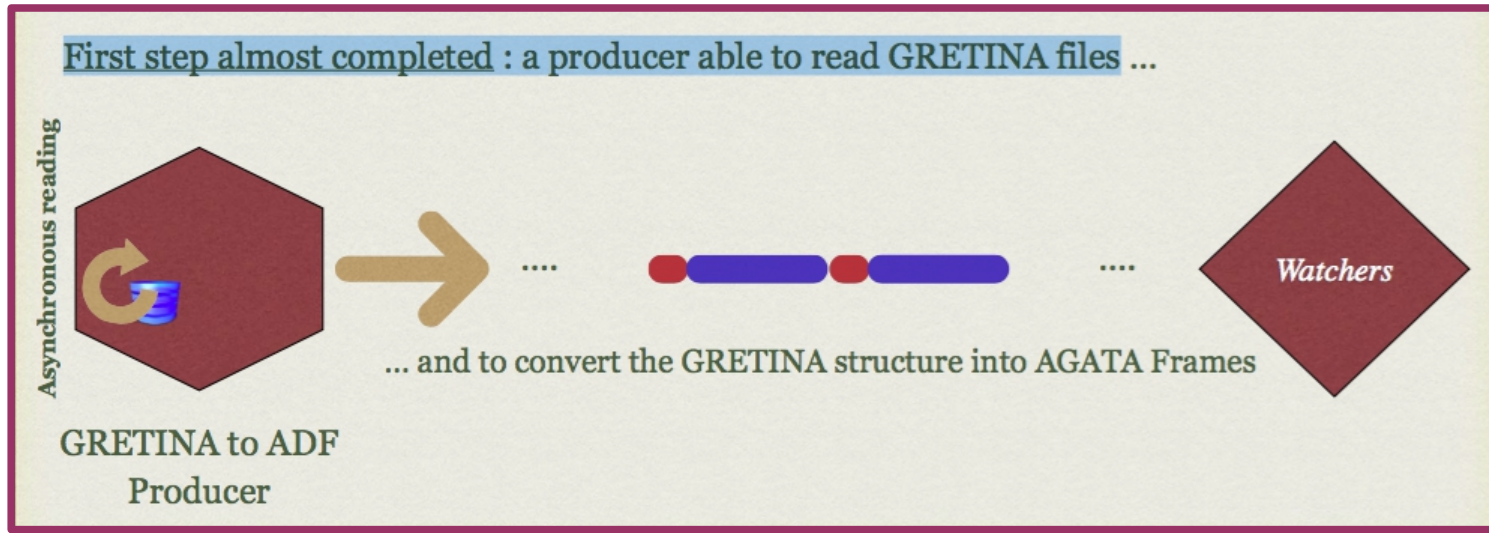 First step almost completed : a producer able to read GRETINA files ...
Asynchronous reading
....
....
Watchers
... and to convert the GRETINA structure into AGATA Frames
GRETINA to ADF
Producer